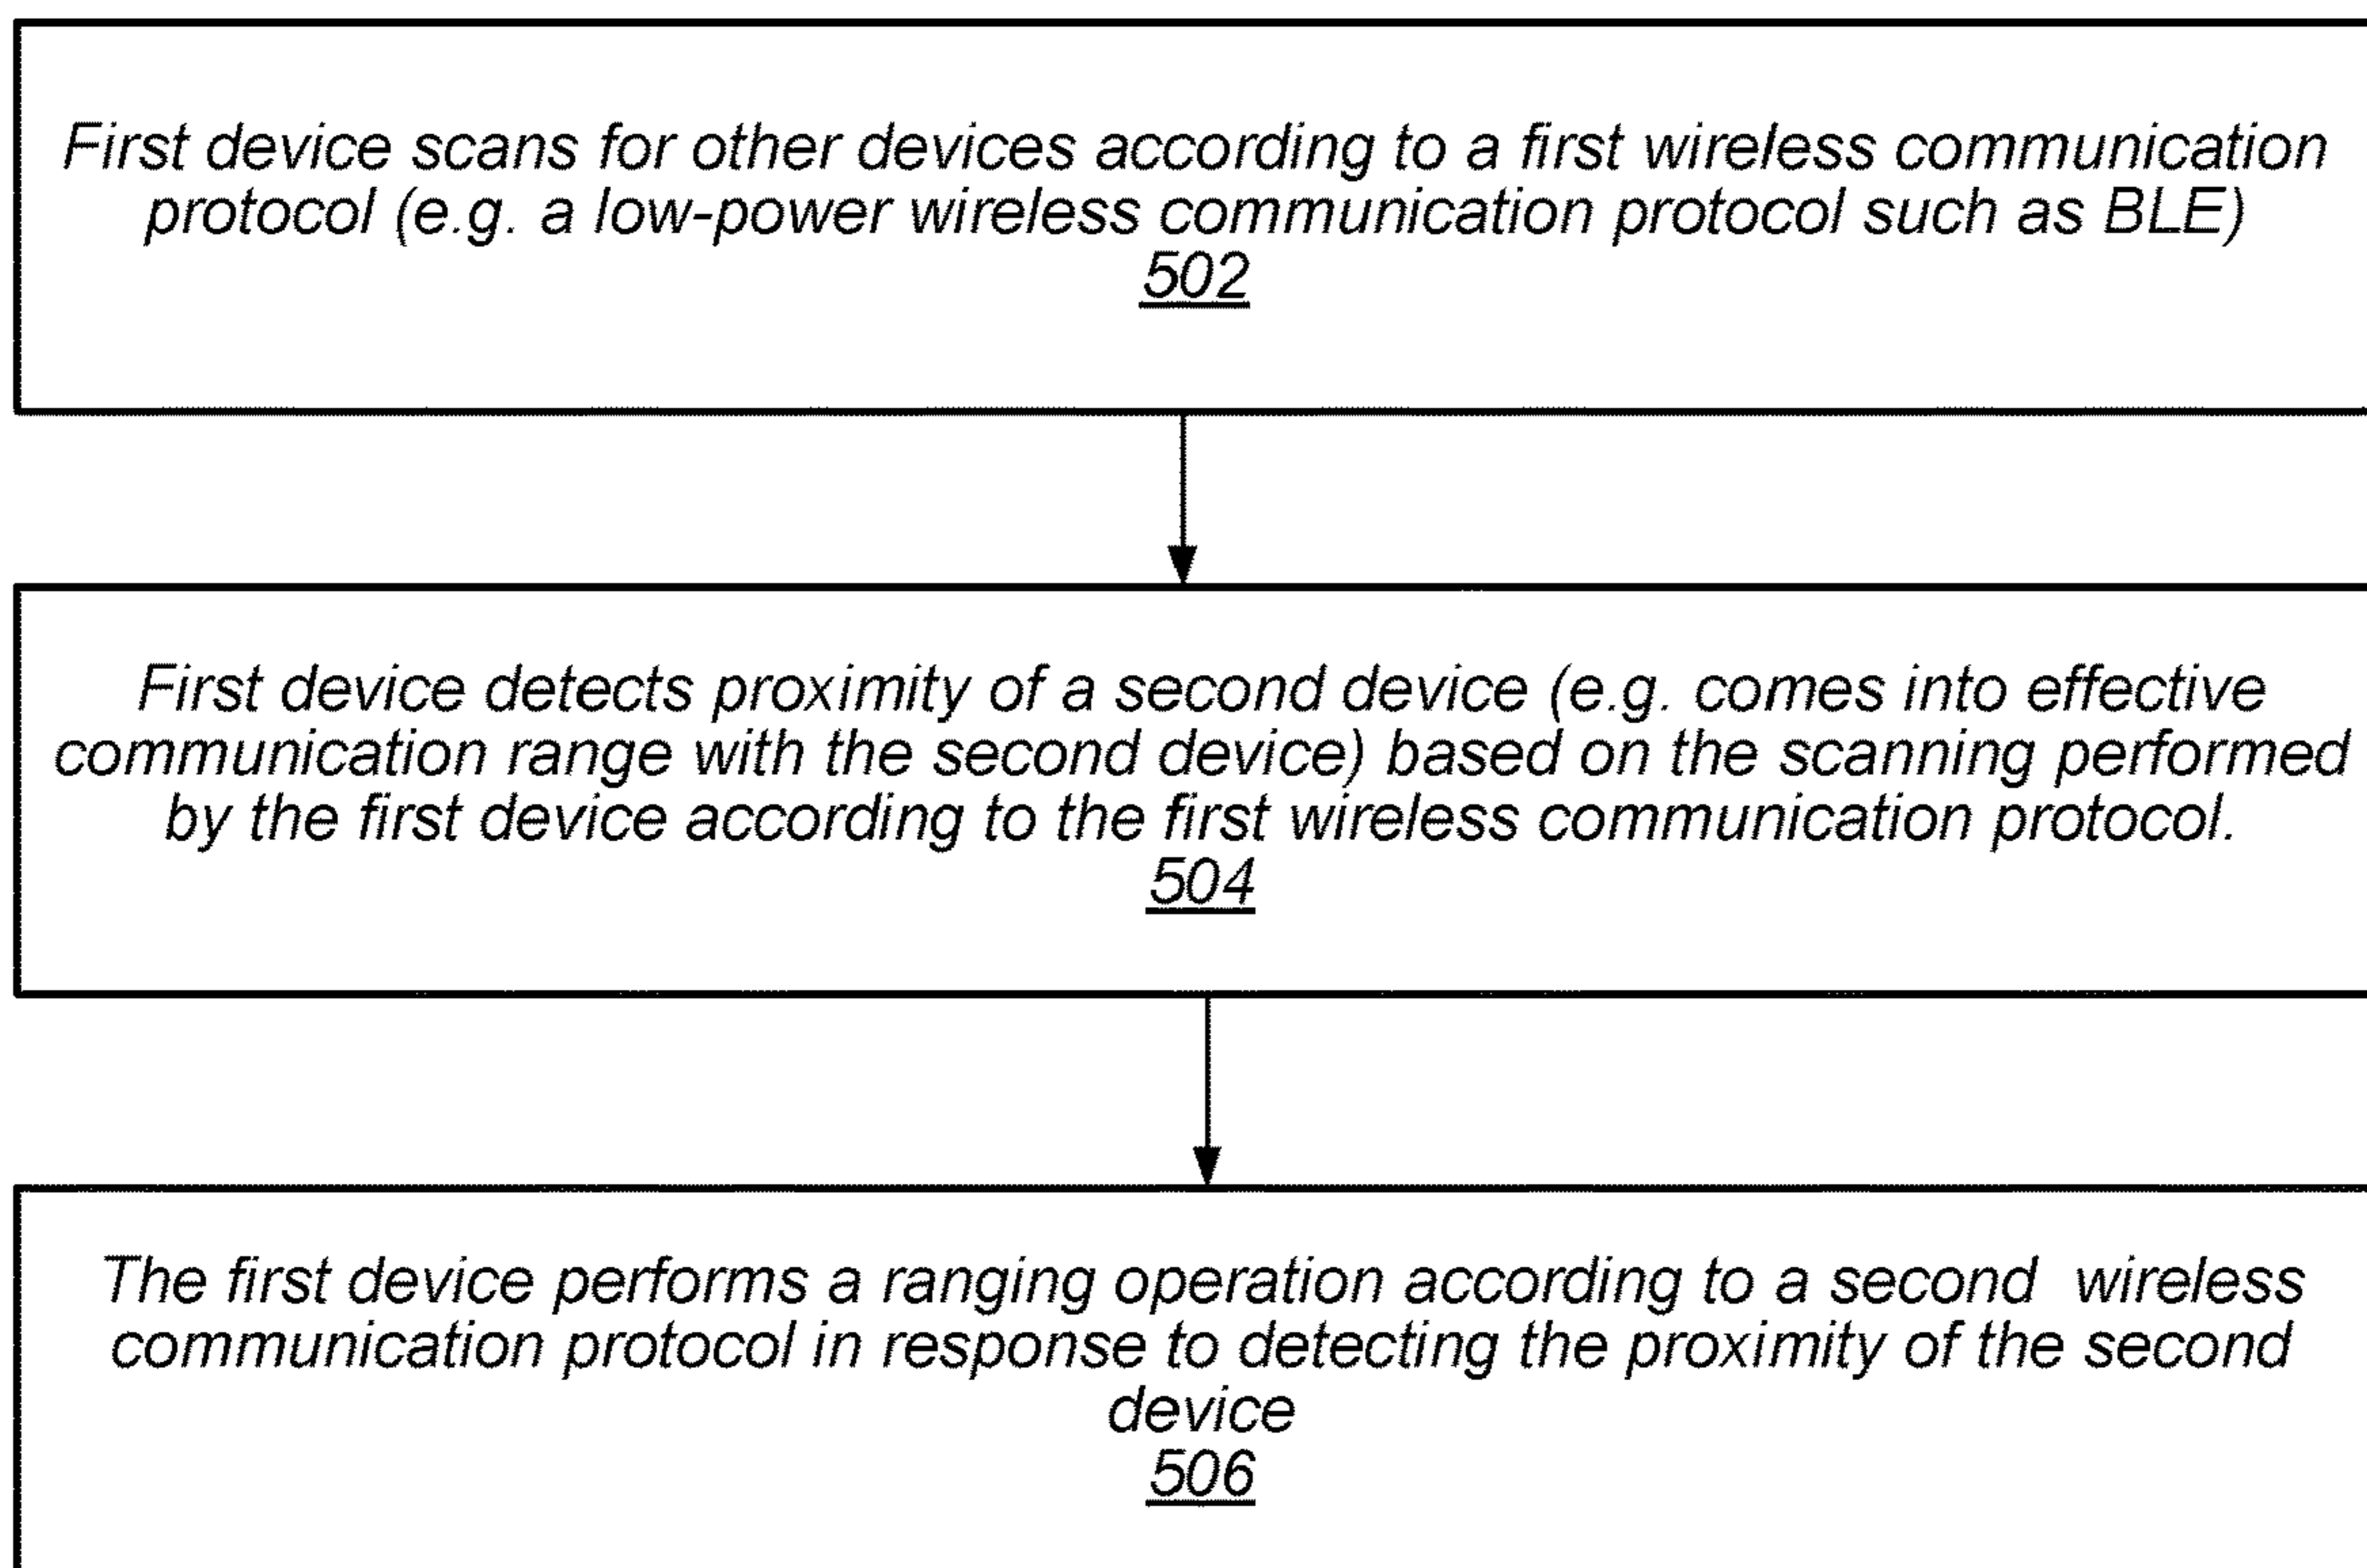 First device scans for other devices according to a first wireless communication
protocol (e.g. a low-power wireless communication protocol such as BLE)
502
First device detects proximity of a second device (e.g. comes into effective
communication range with the second device) based on the scanning performed
by the first device according to the first wireless communication protocol.
504
The first device performs a ranging operation according to a second  wireless
communication protocol in response to detecting the proximity of the second
device
506